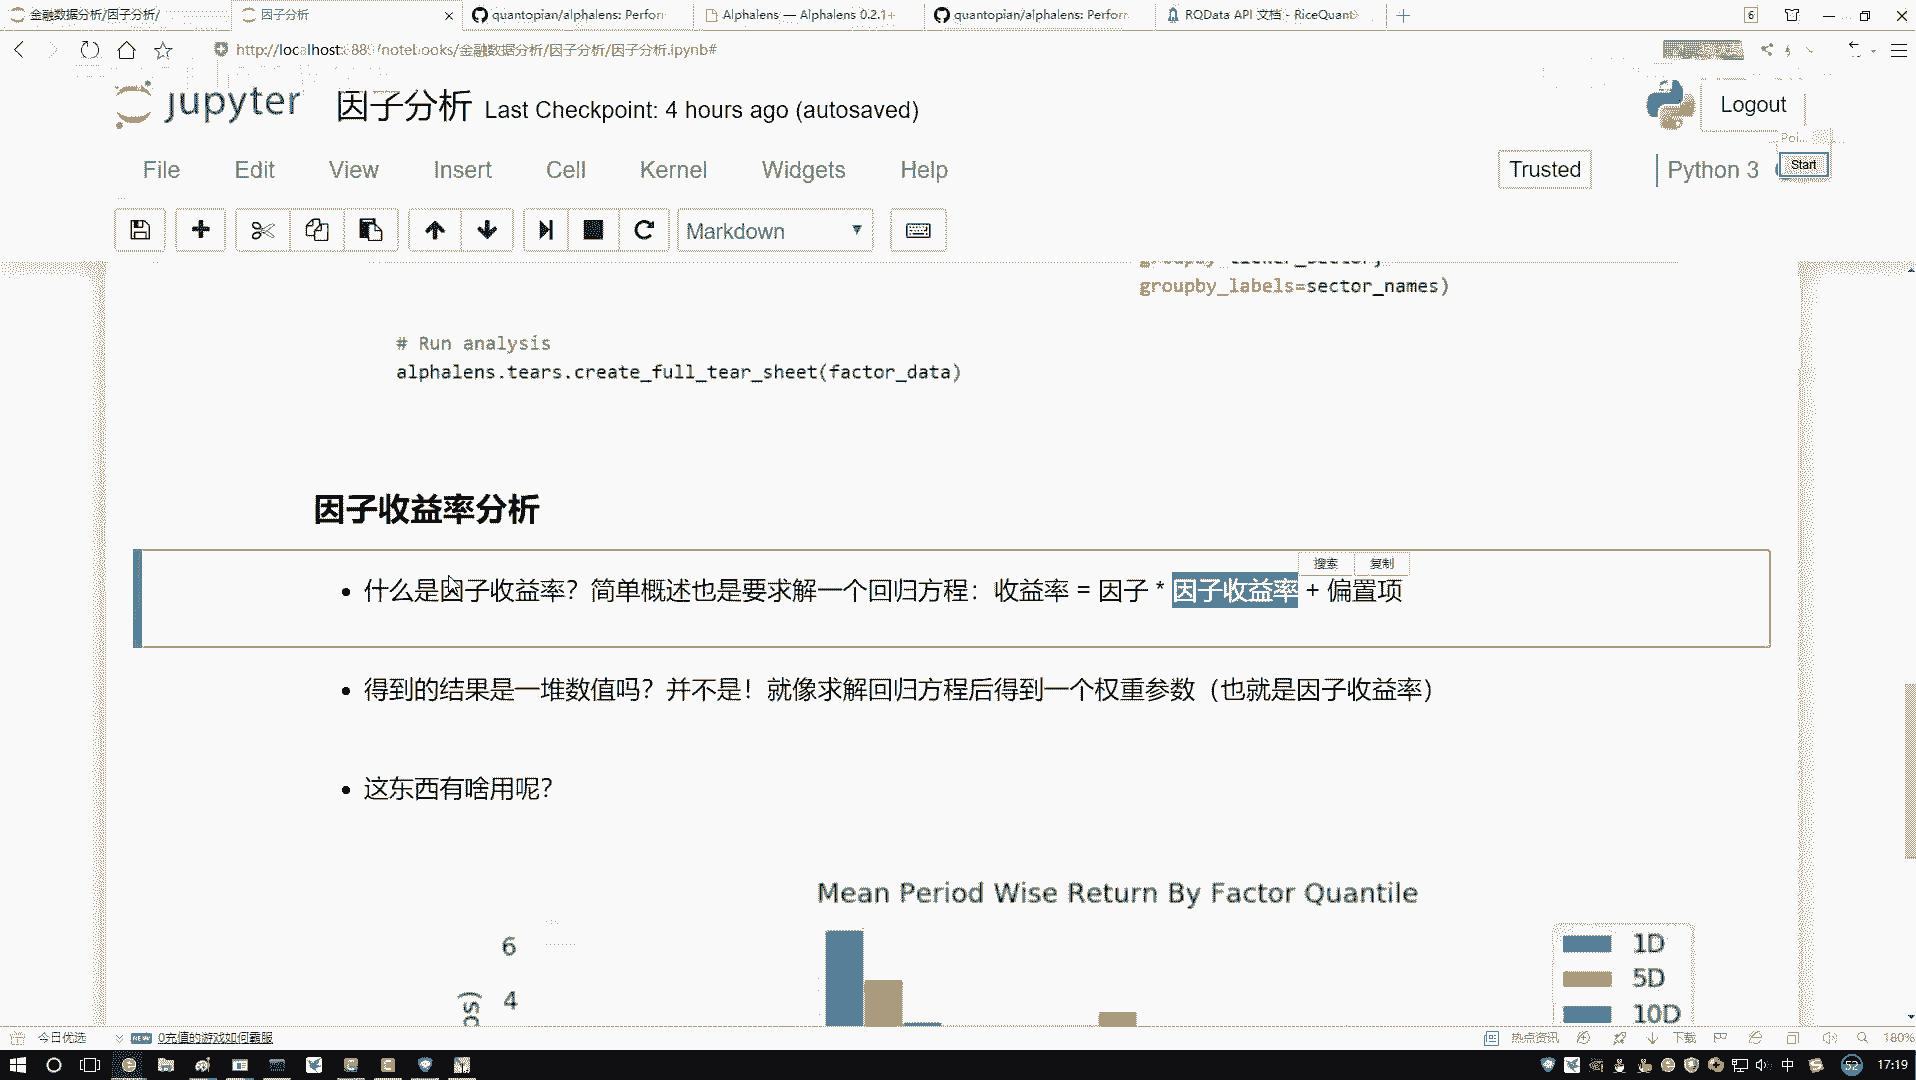 金融数据分析/因子分析/
因子分析
quantopian/alphalens: Perfor
Alphalens — Alphalens 0.2.1+
quantopian/alphalens: Perfor
RQData API 文档 - RiceQuant
6
http://localhost:889/notebooks/金融数据分析/因子分析/因子分析.ipynb#
jupyter 因子分析 Last Checkpoint: 4 hours ago (autosaved)
Logout
Poi...
Start
File Edit View Insert Cell Kernel Widgets Help
Trusted
Python 3
Markdown
groupby_labels=sector_names)
# Run analysis
alphalens.tears.create_full_tear_sheet(factor_data)
因子收益率分析
搜索 复制
什么是因子收益率？简单概述也是要求解一个回归方程：收益率 = 因子 * 因子收益率 + 偏置项
得到的结果是一堆数值吗？并不是！就像求解回归方程后得到一个权重参数（也就是因子收益率）
这东西有啥用呢？
Mean Period Wise Return By Factor Quantile
6
4
1D
5D
10D
今日优选
NEW
0充值的游戏如何霸服
热点资讯
下载
180%
中
52
17:19